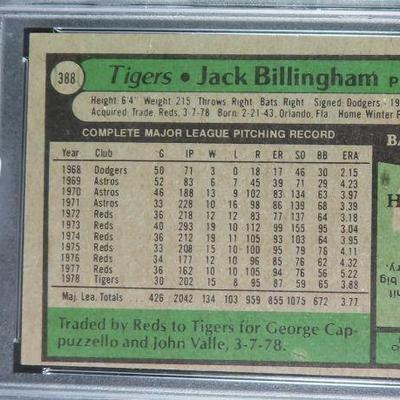 388 Tigers • Jack Billingham P
Height: 6'4" Weight: 215 Throws: Right Bats: Right Signed: Dodgers - 19
Acquired: Trade, Reds, 3-7-78 Born: 2-21-43, Orlando, Fla Home: Winter P
COMPLETE MAJOR LEAGUE PITCHING RECORD
Year Club G IP W L R ER SO BB ERA
1968 Dodgers 50 71 3 0 18 17 46 30 2.15
1969 Astros 52 83 6 7 45 39 71 29 4.23
1970 Astros 46 188 13 9 102 83 134 63 3.97
1971 Astros 33 228 10 16 98 86 139 68 3.39
1972 Reds 36 218 12 12 83 77 137 64 3.18
1973 Reds 40 293 19 10 112 99 155 95 3.04
1974 Reds 36 212 19 11 104 93 103 64 3.95
1975 Reds 33 208 15 10 100 95 79 76 4.11
1976 Reds 34 177 12 10 96 85 76 62 4.32
1977 Reds 36 162 10 10 105 94 76 56 5.22
1978 Tigers 30 202 15 8 95 87 59 65 3.88
Maj. Lea. Totals 426 2042 134 103 959 855 1075 672 3.77
Traded by Reds to Tigers for George Cap-
puzzello and John Valle, 3-7-78.
BA
H